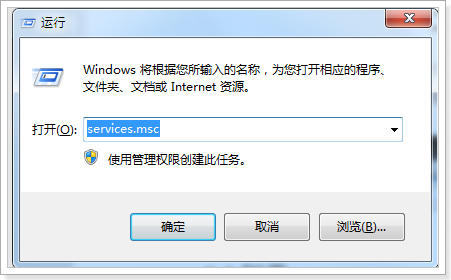 运行
Windows 将根据您所输入的名称，为您打开相应的程序、
文件夹、文档或 Internet 资源。
打开(O): services.msc
使用管理权限创建此任务。
确定 取消 浏览(B)...